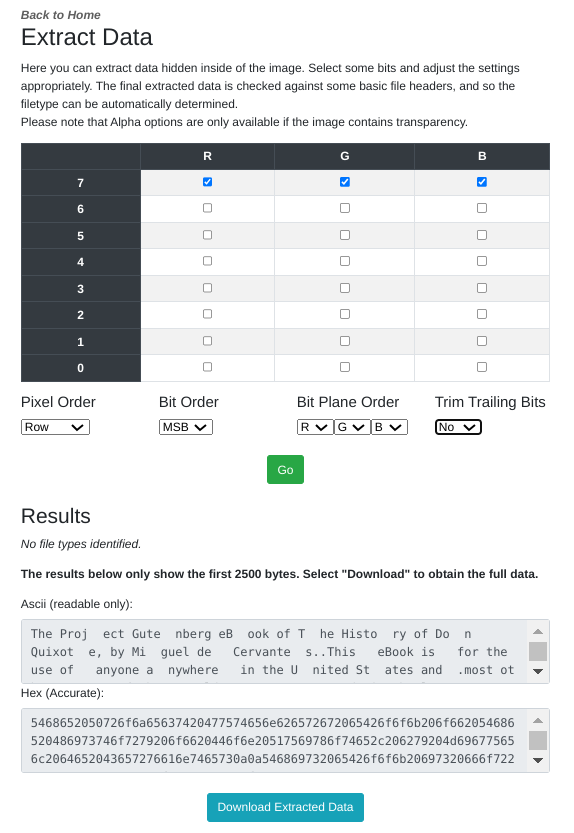 Back to Home
Extract Data
Here you can extract data hidden inside of the image. Select some bits and adjust the settings
appropriately. The final extracted data is checked against some basic file headers, and so the
filetype can be automatically determined.
Please note that Alpha options are only available if the image contains transparency.
R G B
7
6
5
4
3
2
1
0
Pixel Order Bit Order Bit Plane Order Trim Trailing Bits
Row MSB R G B No
Go
Results
No file types identified.
The results below only show the first 2500 bytes. Select "Download" to obtain the full data.
Ascii (readable only):
The Proj  ect Gute  nberg eB  ook of T  he Histo  ry of Do  n
Quixot  e, by Mi  guel de   Cervante  s..This   eBook is   for the
use of   anyone a  nywhere   in the U  nited St  ates and  .most ot
Hex (Accurate):
5468652050726f6a65637420477574656e626572672065426f6f6b206f662054686
520486973746f7279206f6620446f6e20517569786f74652c206279204d69677565
6c2064652043657276616e7465730a0a546869732065426f6f6b20697320666f722
Download Extracted Data